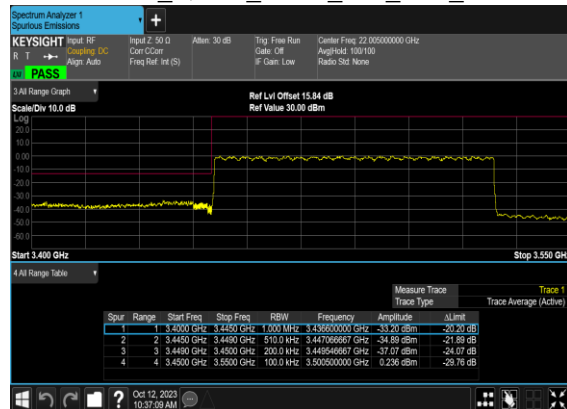 Spectrum Analyzer 1
Spurious Emissions
+
KEYSIGHT Input: RF Input Z: 50 Ω Atten: 30 dB Trig: Free Run Center Freq: 22.005000000 GHz
R T Coupling: DC Corr CCorr Gate: Off Avg|Hold: 100/100
Align: Auto Freq Ref: Int (S) IF Gain: Low Radio Std: None
PASS
3 All Range Graph
Ref Lvl Offset 15.84 dB
Scale/Div 10.0 dB Ref Value 30.00 dBm
Log
20.0
10.0
0.00
-10.0
-20.0
-30.0
-40.0
-50.0
-60.0
Start 3.400 GHz Stop 3.550 GH
4 All Range Table
Measure Trace Trace 1
Trace Type Trace Average (Active)
Spur Range Start Freq Stop Freq RBW Frequency Amplitude ΔLimit
1 1 3.4000 GHz 3.4450 GHz 1.000 MHz 3.436600000 GHz -33.20 dBm -20.20 dB
2 2 3.4450 GHz 3.4490 GHz 510.0 kHz 3.447066667 GHz -34.89 dBm -21.89 dB
3 3 3.4490 GHz 3.4500 GHz 200.0 kHz 3.449546667 GHz -37.07 dBm -24.07 dB
4 4 3.4500 GHz 3.5500 GHz 100.0 kHz 3.500500000 GHz 0.236 dBm -29.76 dB
? Oct 12, 2023
10:37:09 AM